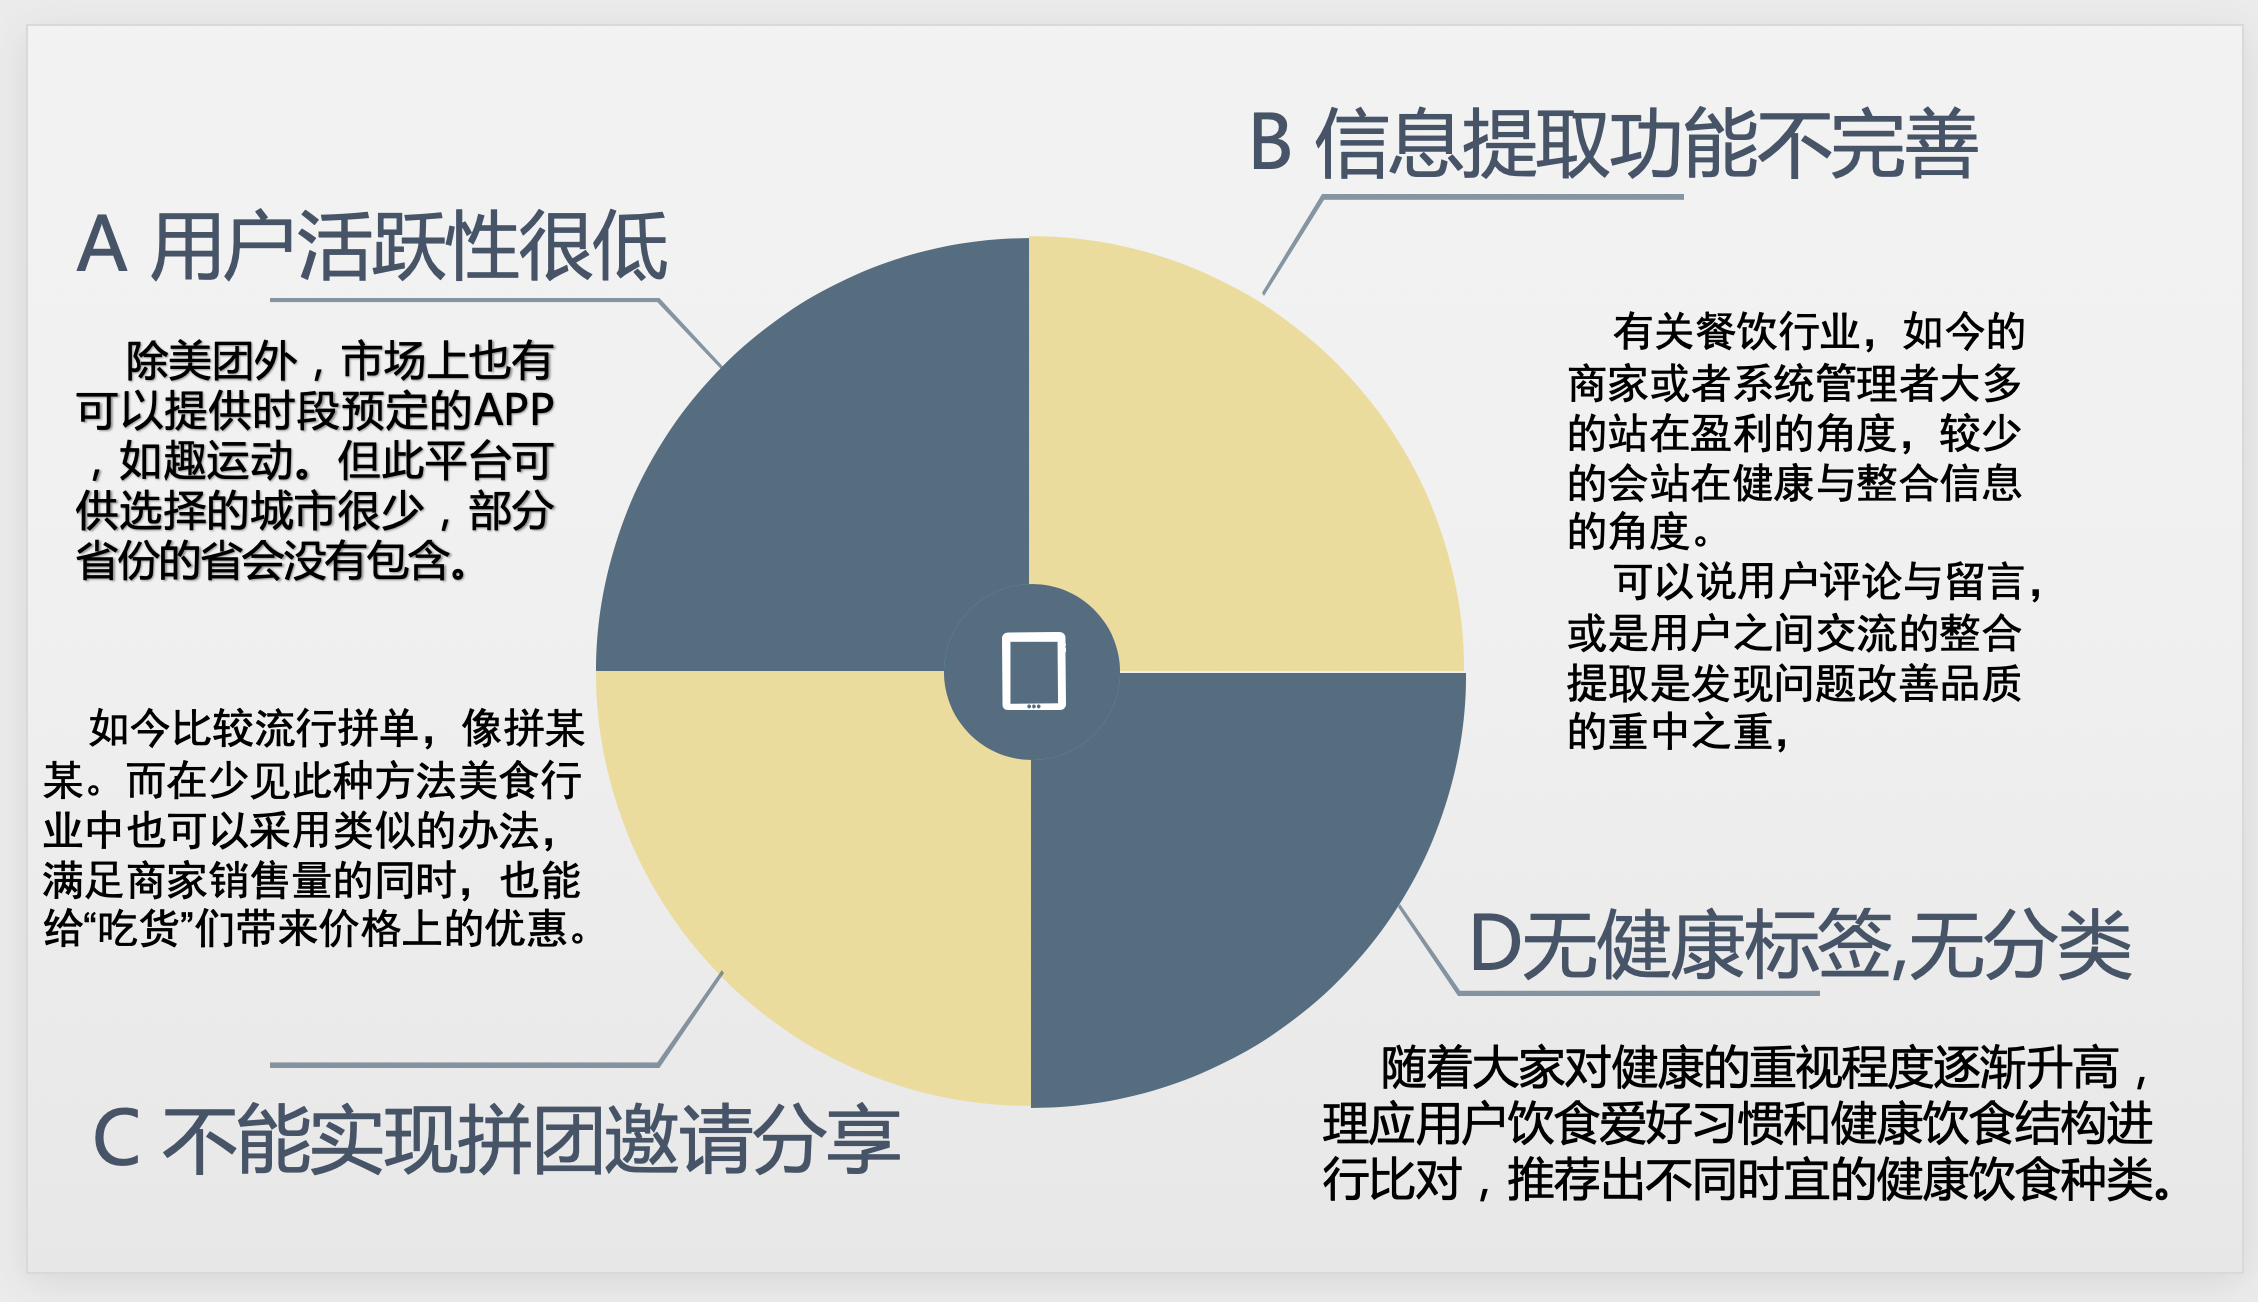 A 用户活跃性很低
除美团外，市场上也有
可以提供时段预定的APP
，如趣运动。但此平台可
供选择的城市很少，部分
省份的省会没有包含。
B 信息提取功能不完善
有关餐饮行业，如今的
商家或者系统管理者大多
的站在盈利的角度，较少
的会站在健康与整合信息
的角度。
可以说用户评论与留言，
或是用户之间交流的整合
提取是发现问题改善品质
的重中之重，
如今比较流行拼单，像拼某
某。而在少见此种方法美食行
业中也可以采用类似的办法，
满足商家销售量的同时，也能
给“吃货”们带来价格上的优惠。
C 不能实现拼团邀请分享
D无健康标签,无分类
随着大家对健康的重视程度逐渐升高，
理应用户饮食爱好习惯和健康饮食结构进
行比对，推荐出不同时宜的健康饮食种类。